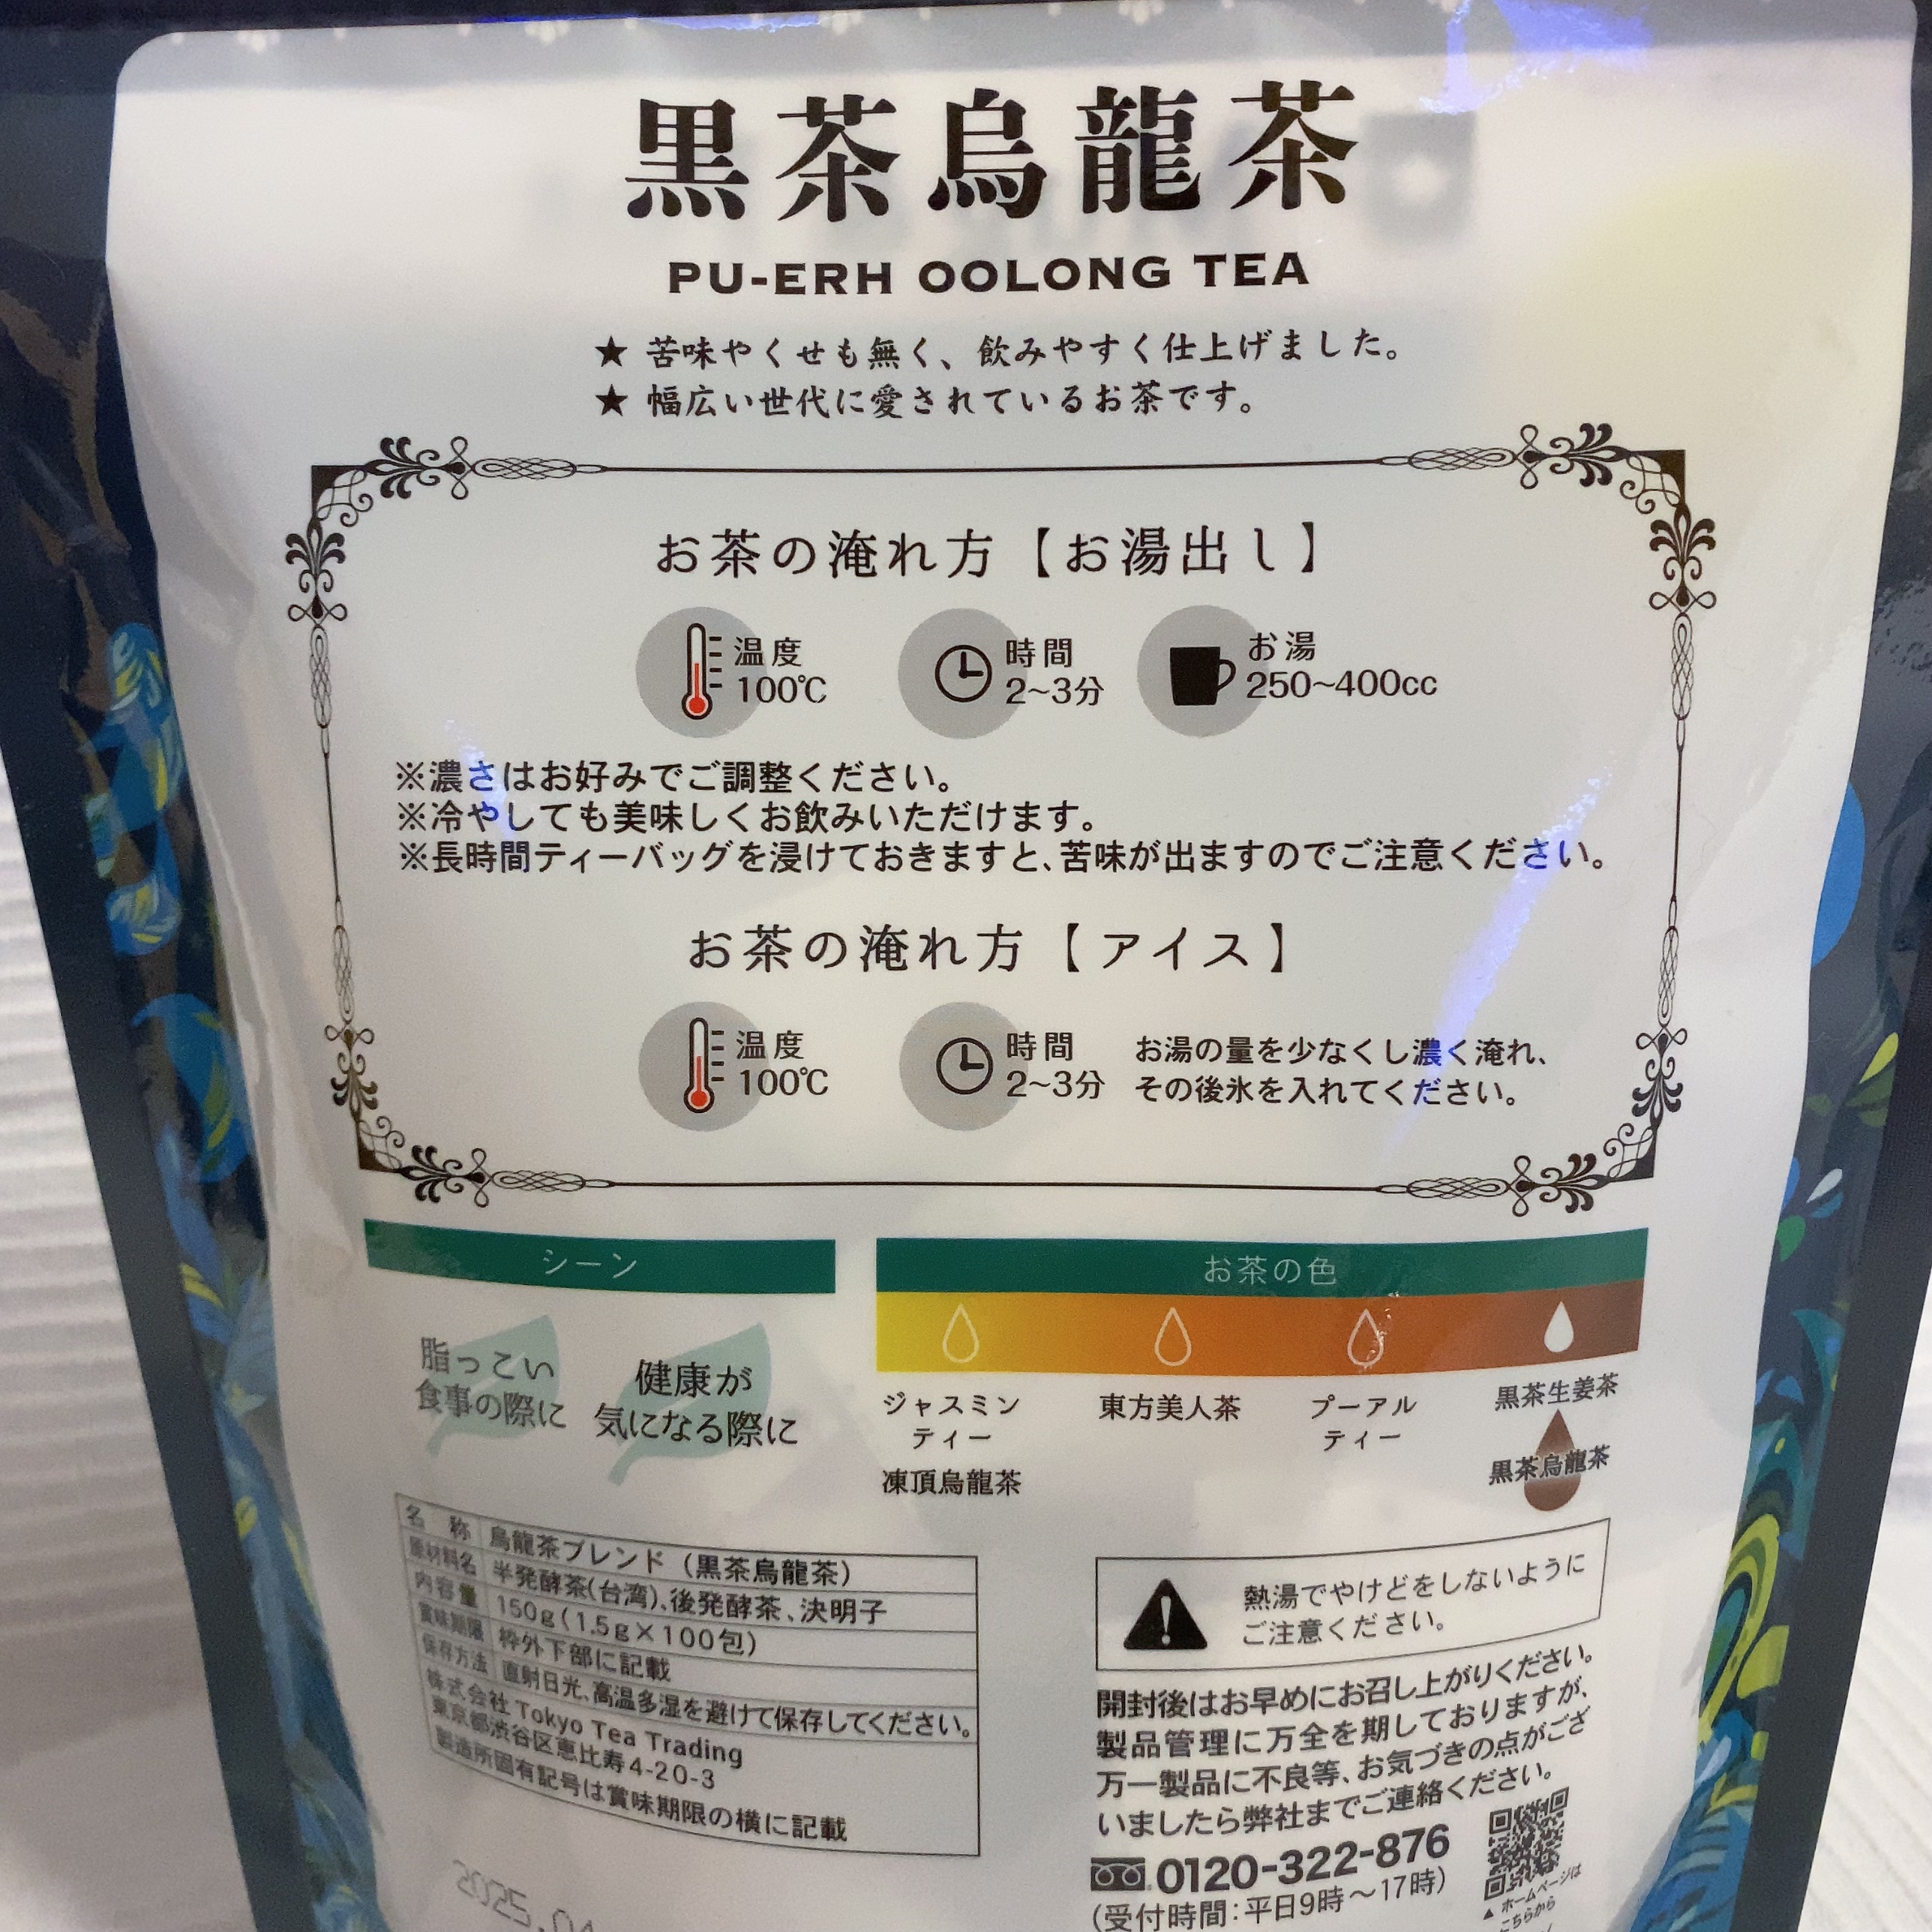 黒茶烏龍茶
PU-ERH OOLONG TEA
★ 苦味やくせも無く、飲みやすく仕上げました。
★ 幅広い世代に愛されているお茶です。
お茶の淹れ方【お湯出し】
温度
100℃
時間
2~3分
お湯
250~400cc
※濃さはお好みでご調整ください。
※冷やしても美味しくお飲みいただけます。
※長時間ティーバッグを浸けておきますと、苦味が出ますのでご注意ください。
お茶の淹れ方【アイス】
温度
100℃
時間
2~3分
お湯の量を少なくし濃く淹れ、
その後氷を入れてください。
シーン
脂っこい
食事の際に
健康が
気になる際に
お茶の色
ジャスミン
ティー
凍頂烏龍茶
東方美人茶
プーアル
ティー
黒茶生姜茶
黒茶烏龍茶
名 称 烏龍茶ブレンド（黒茶烏龍茶）
原材料名 半発酵茶(台湾)、後発酵茶、決明子
内容量 150g(1.5g×100包)
賞味期限 枠外下部に記載
保存方法 直射日光、高温多湿を避けて保存してください。
株式会社 Tokyo Tea Trading
東京都渋谷区恵比寿4-20-3
製造所固有記号は賞味期限の横に記載
2025.04
熱湯でやけどをしないように
ご注意ください。
開封後はお早めにお召し上がりください。
製品管理に万全を期しておりますが、
万一製品に不良等、お気づきの点がござ
いましたら弊社までご連絡ください。
0120-322-876
（受付時間：平日9時～17時）
▲ ホームページは
こちらから